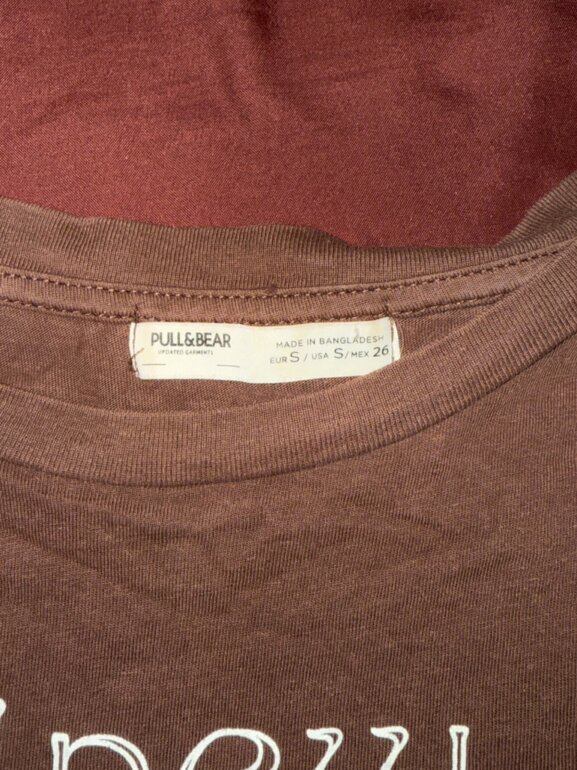 PULL&BEAR
UPDATED GARMENTS
MADE IN BANGLADESH
EUR S / USA S / MEX 26